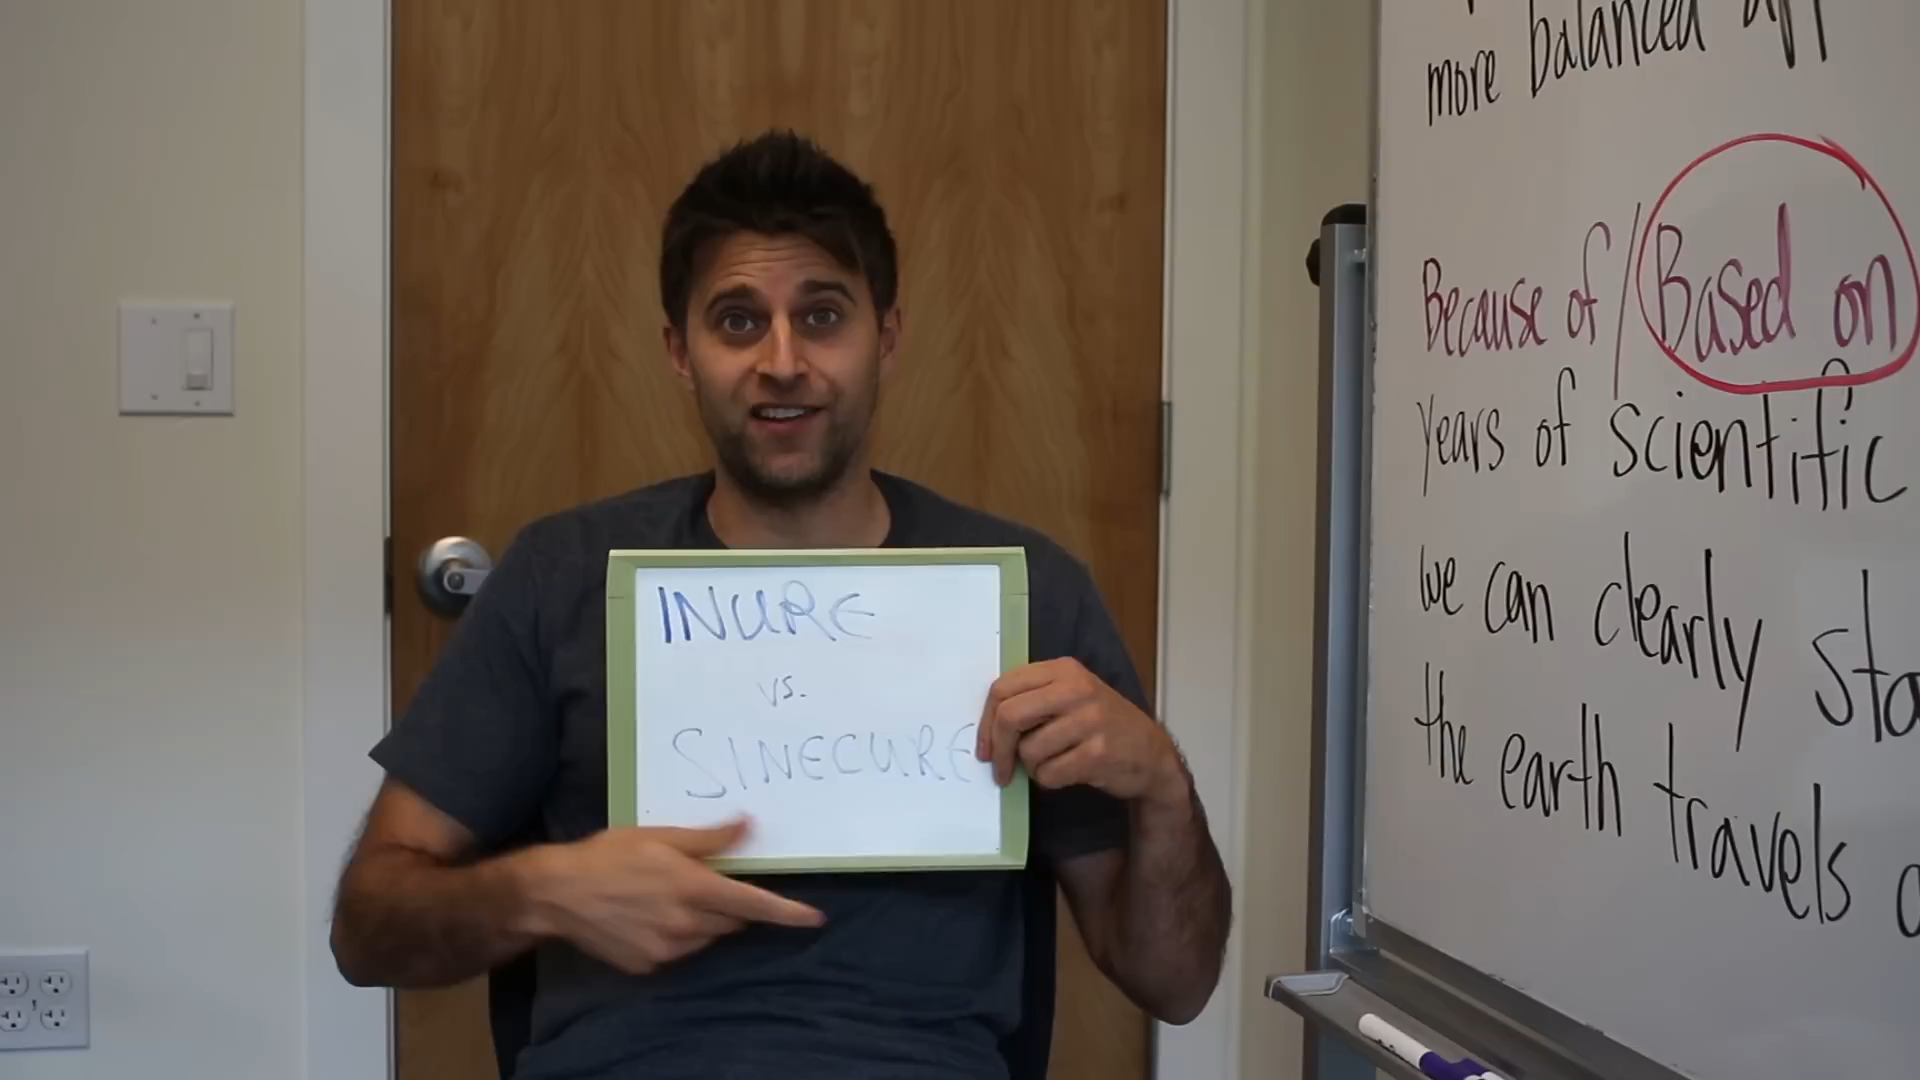 INURE
vs.
SINECURE
more balanced
Because of / Based on
years of scientific
we can clearly
the earth travels